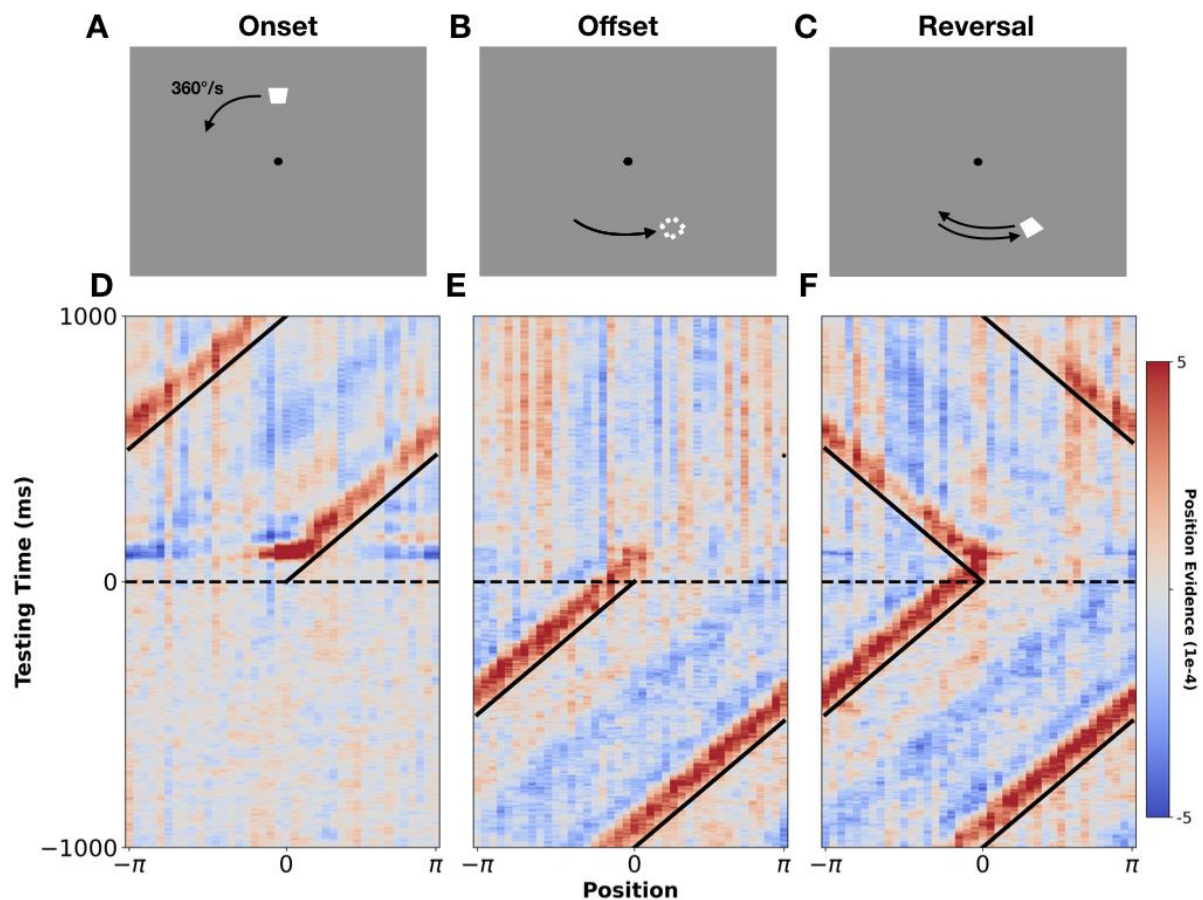 A Onset
B Offset
C Reversal
360°/s
D
E
F
1000
0
−1000
Testing Time (ms)
−π 0 π
−π 0 π
−π 0 π
Position
5
-5
Position Evidence (1e-4)